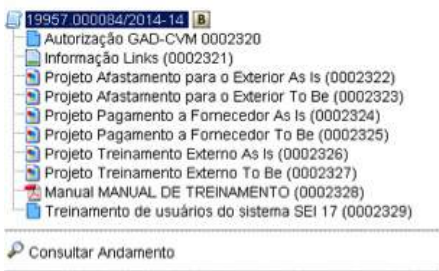 19957.000084/2014-14 B
Autorização GAD-CVM 0002320
Informação Links (0002321)
Projeto Afastamento para o Exterior As Is (0002322)
Projeto Afastamento para o Exterior To Be (0002323)
Projeto Pagamento a Fornecedor As Is (0002324)
Projeto Pagamento a Fornecedor To Be (0002325)
Projeto Treinamento Externo As Is (0002326)
Projeto Treinamento Externo To Be (0002327)
Manual MANUAL DE TREINAMENTO (0002328)
Treinamento de usuários do sistema SEI 17 (0002329)
Consultar Andamento